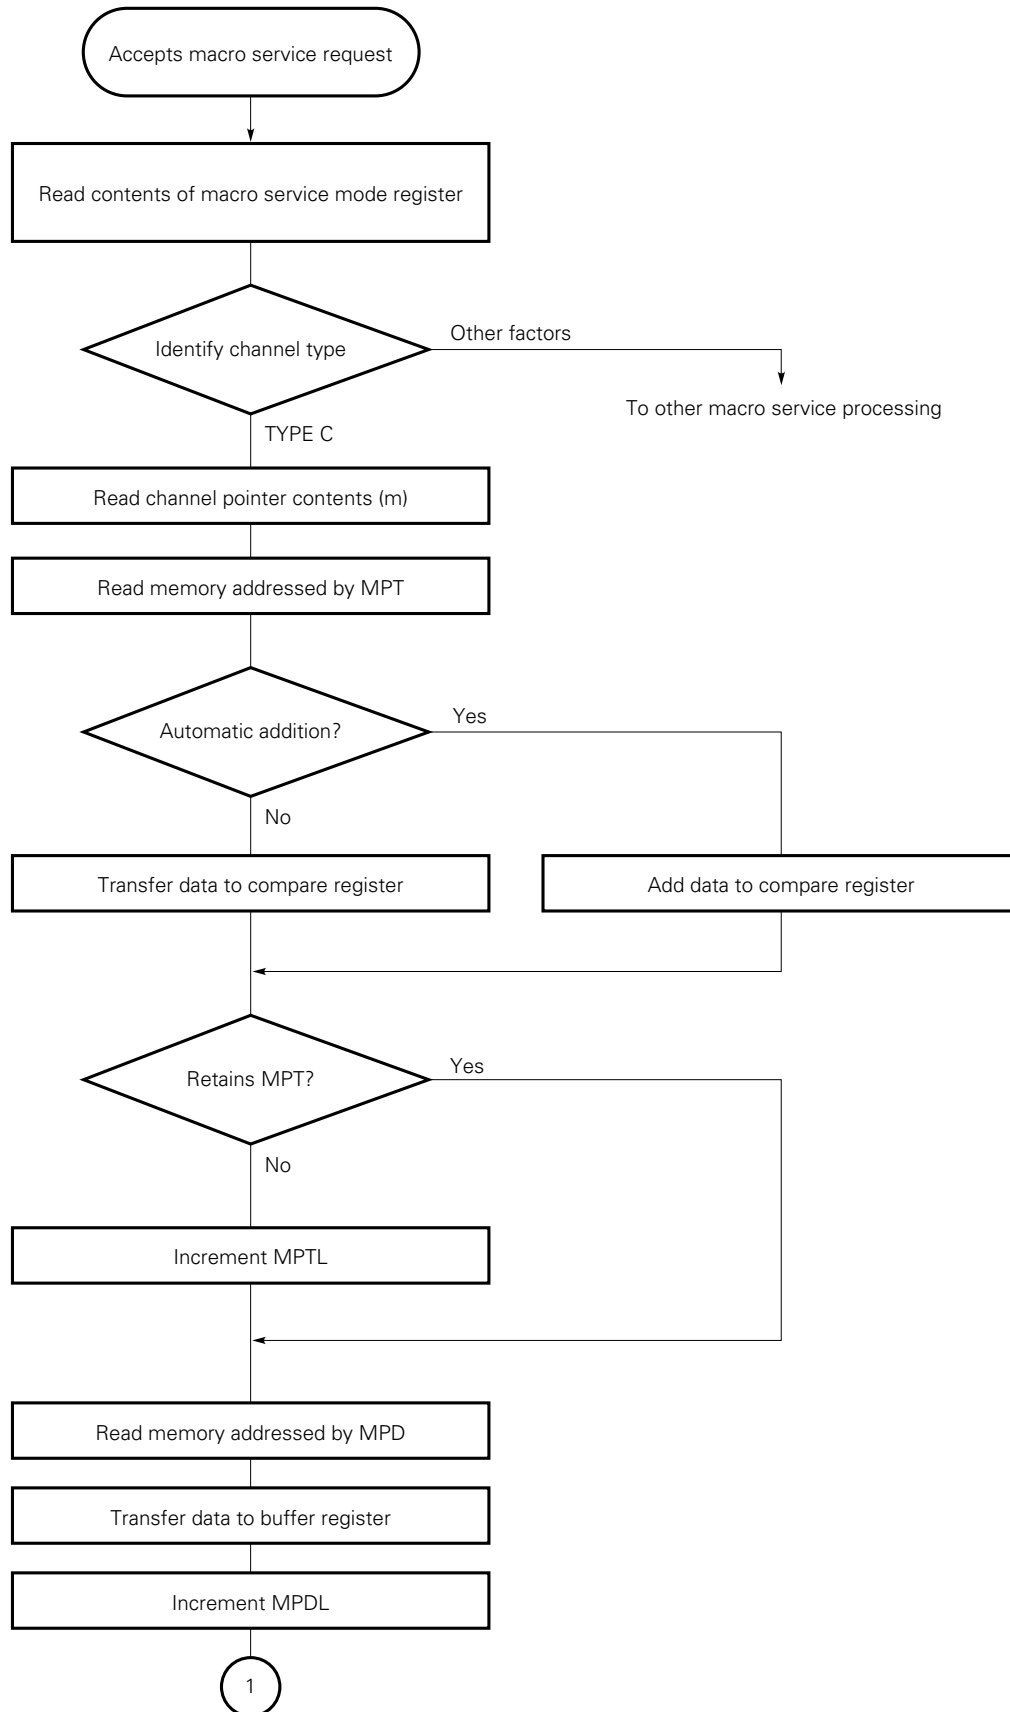 Accepts macro service request
Read contents of macro service mode register
Identify channel type
Other factors
To other macro service processing
TYPE C
Read channel pointer contents (m)
Read memory addressed by MPT
Automatic addition?
Yes
No
Transfer data to compare register
Add data to compare register
Retains MPT?
Yes
No
Increment MPTL
Read memory addressed by MPD
Transfer data to buffer register
Increment MPDL
1